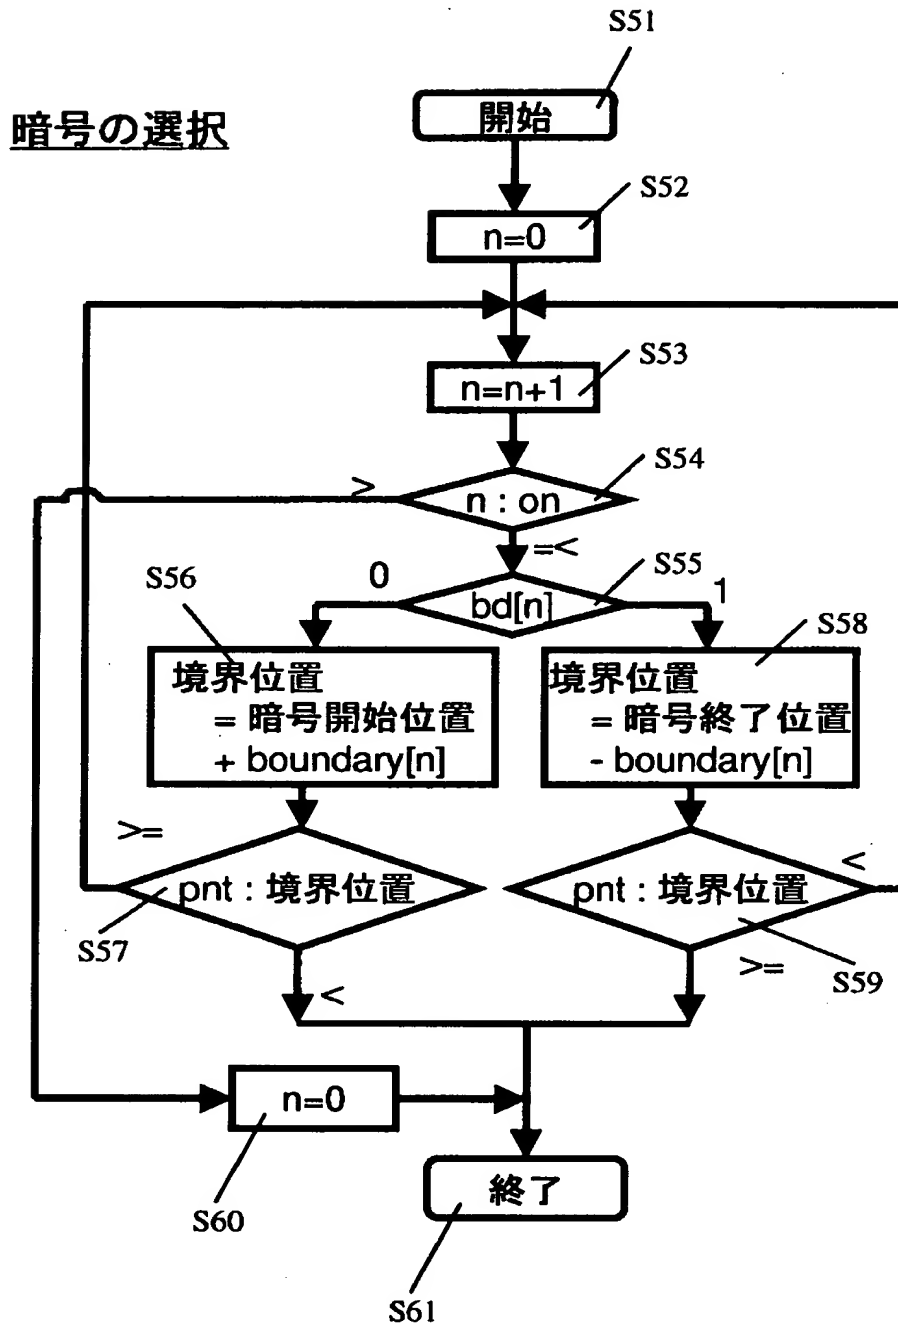 S51
開始
暗号の選択
S52
n=0
S53
n=n+1
S54
>
n : on
=<
S55
S56
0
bd[n]
1
S58
境界位置
= 暗号開始位置
+ boundary[n]
境界位置
= 暗号終了位置
- boundary[n]
>=
pnt : 境界位置
S57
<
<
pnt : 境界位置
>=
S59
n=0
S60
終了
S61